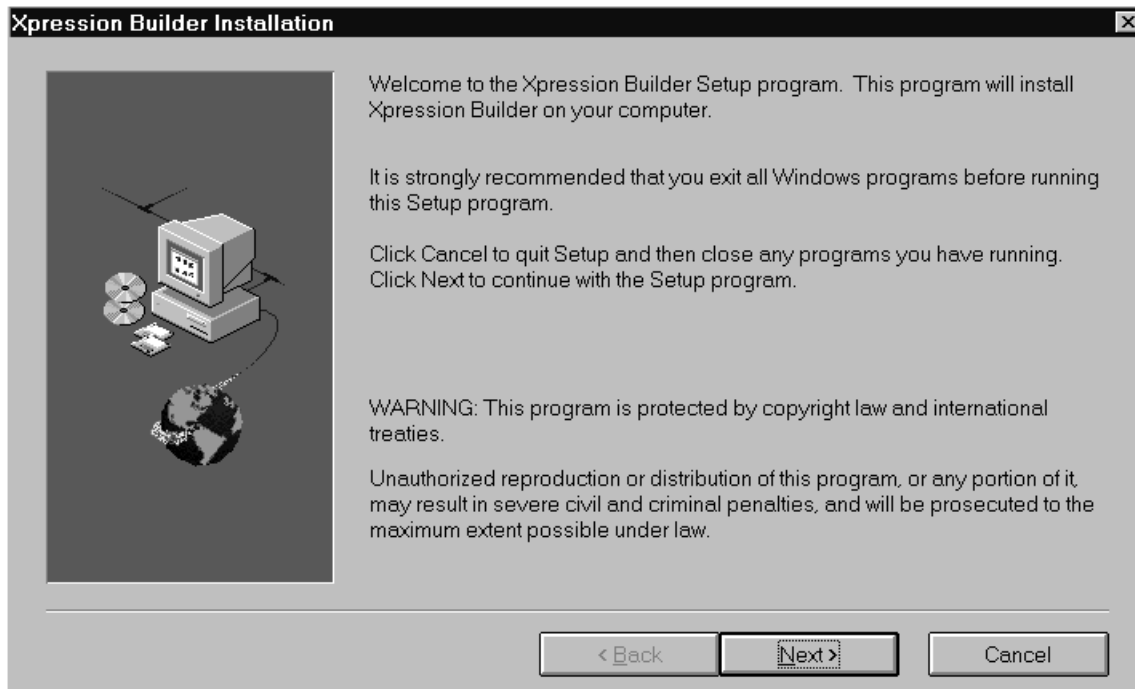 Xpression Builder Installation
Welcome to the Xpression Builder Setup program.  This program will install
Xpression Builder on your computer.
It is strongly recommended that you exit all Windows programs before running
this Setup program.
Click Cancel to quit Setup and then close any programs you have running.
Click Next to continue with the Setup program.
WARNING: This program is protected by copyright law and international
treaties.
Unauthorized reproduction or distribution of this program, or any portion of it,
may result in severe civil and criminal penalties, and will be prosecuted to the
maximum extent possible under law.
< Back
Next >
Cancel